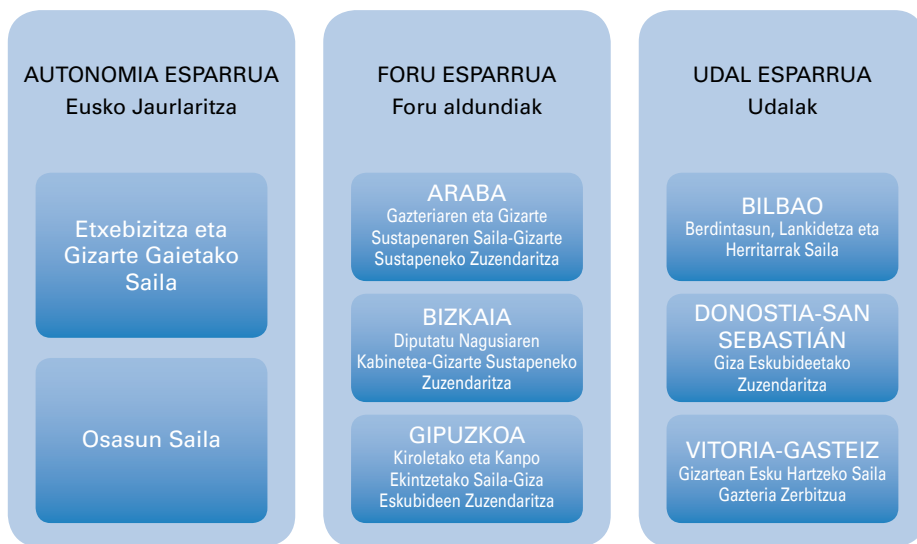 AUTONOMIA ESPARRUA
Eusko Jaurlaritza
Etxebizitza eta
Gizarte Gaietako
Saila
Osasun Saila
FORU ESPARRUA
Foru aldundiak
ARABA
Gazteriaren eta Gizarte
Sustapenaren Saila-Gizarte
Sustapeneko Zuzendaritza
BIZKAIA
Diputatu Nagusiaren
Kabinetea-Gizarte Sustapeneko
Zuzendaritza
GIPUZKOA
Kiroletako eta Kanpo
Ekintzetako Saila-Giza
Eskubideen Zuzendaritza
UDAL ESPARRUA
Udalak
BILBAO
Berdintasun, Lankidetza eta
Herritarrak Saila
DONOSTIA-SAN
SEBASTIÁN
Giza Eskubideetako
Zuzendaritza
VITORIA-GASTEIZ
Gizartean Esku Hartzeko Saila
Gazteria Zerbitzua